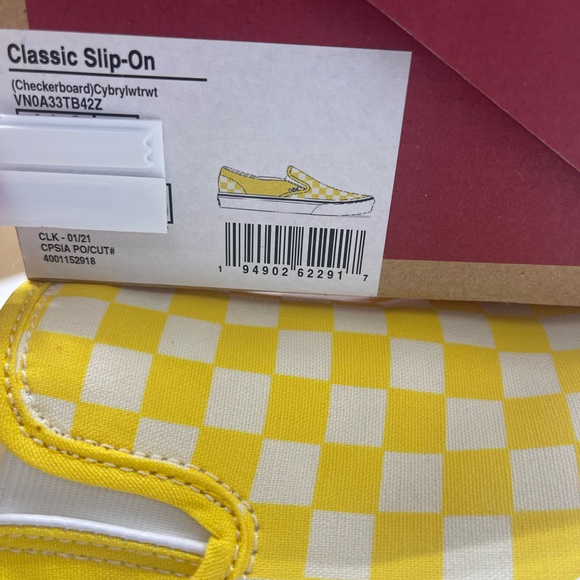 Classic Slip-On
(Checkerboard)Cybrylwtrwt
VN0A33TB42Z
CLK - 01/21
CPSIA PO/CUT#
4001152918
1 94902 62291 7